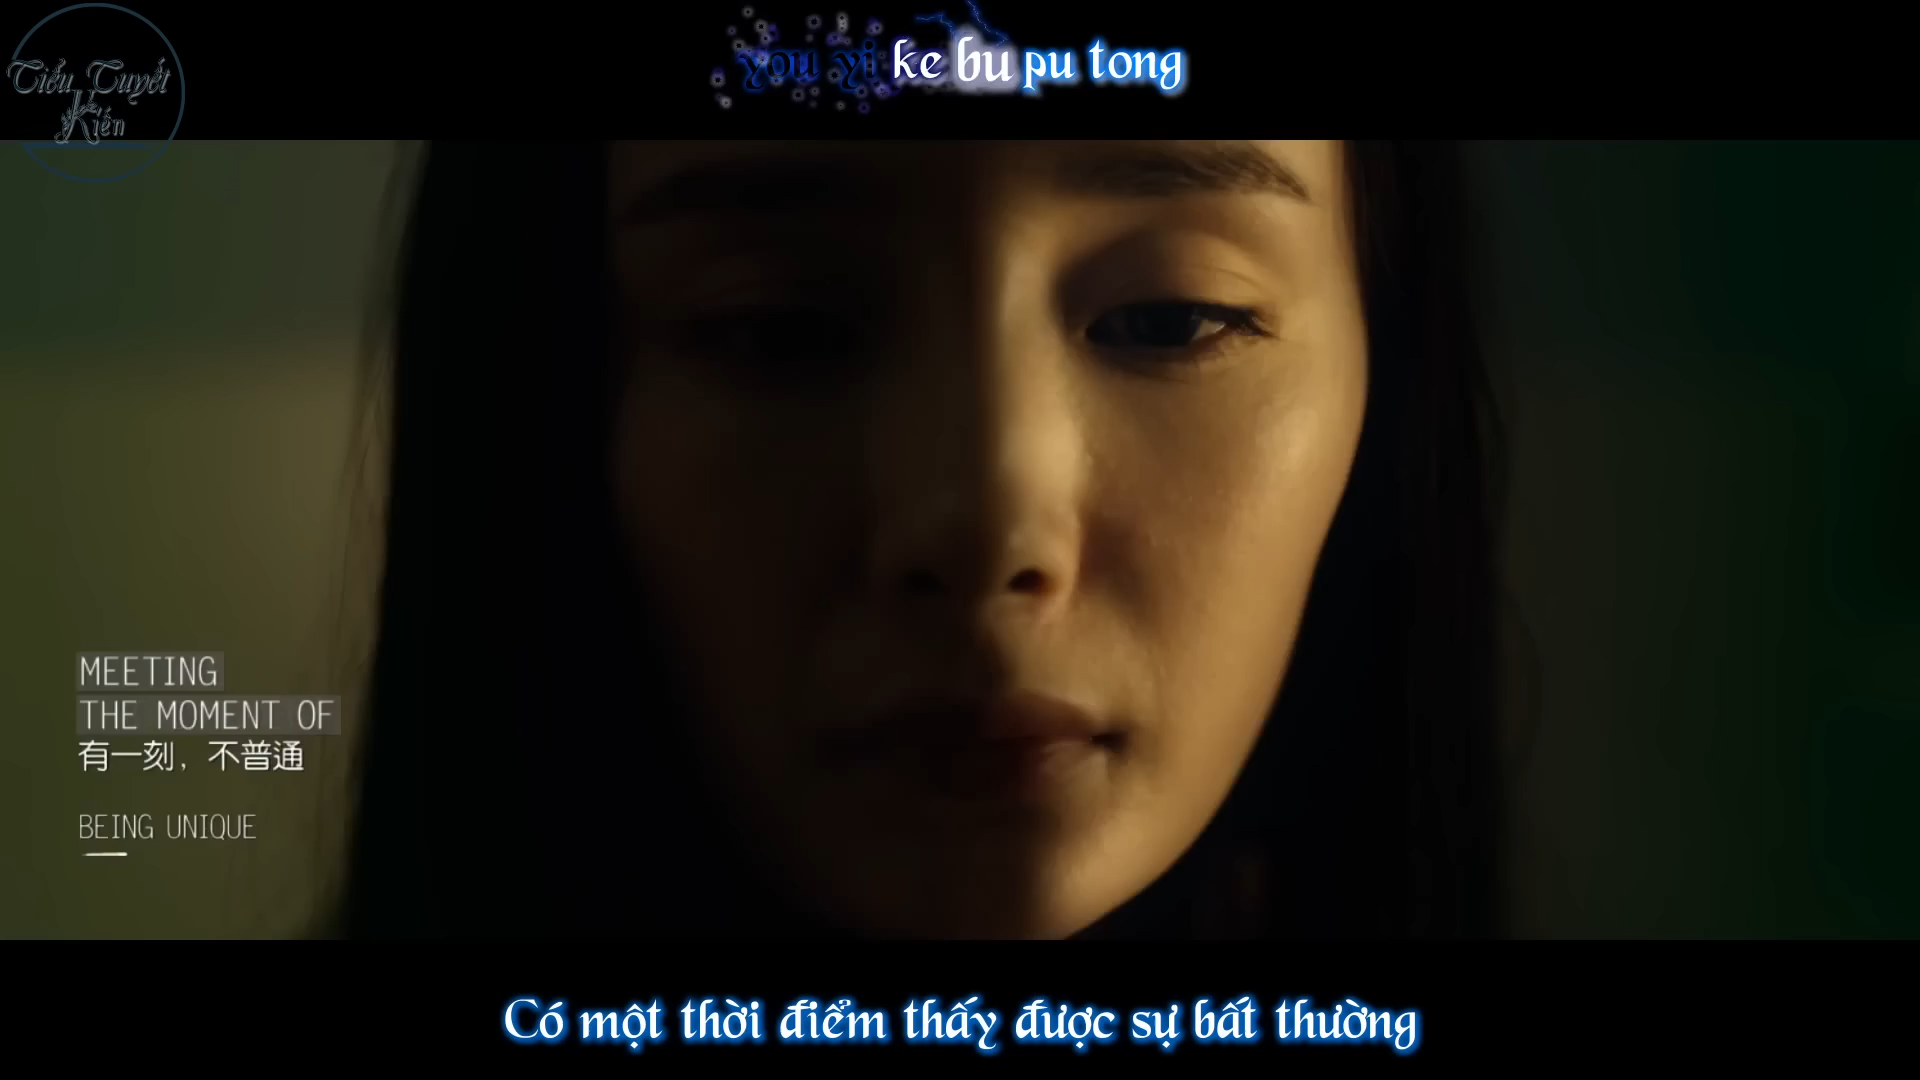 Tiểu Tuyết
Kiến
you yi ke bu pu tong
MEETING
THE MOMENT OF
有一刻，不普通
BEING UNIQUE
Có một thời điểm thấy được sự bất thường